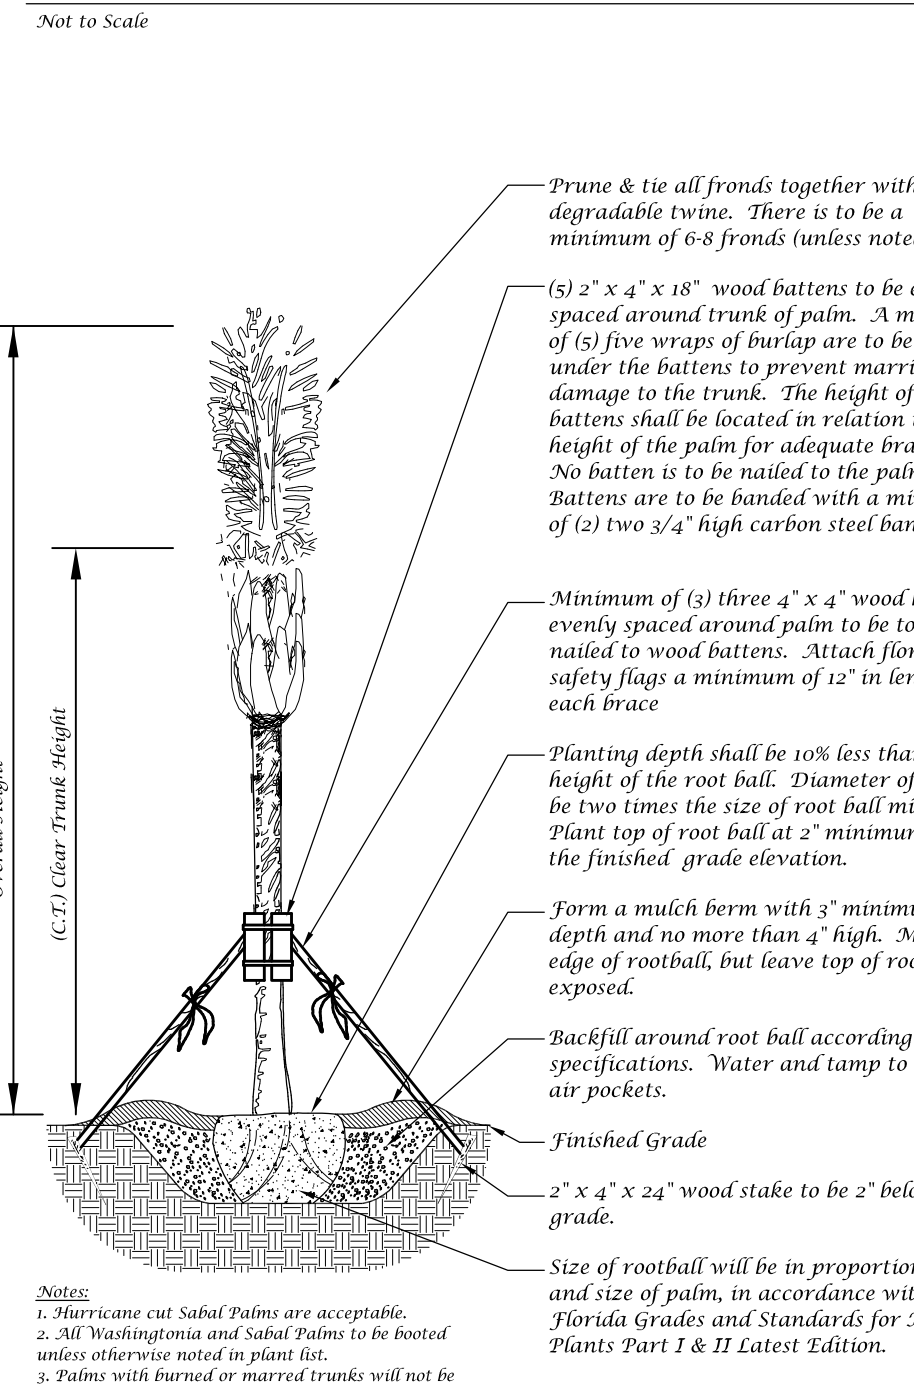 Not to Scale
Prune & tie all fronds together with
degradable twine. There is to be a
minimum of 6-8 fronds (unless note
(5) 2" x 4" x 18" wood battens to be
spaced around trunk of palm. A
of (5) five wraps of burlap are to be
under the battens to prevent marri
damage to the trunk. The height of
battens shall be located in relation
height of the palm for adequate bra
No batten is to be nailed to the palm
Battens are to be banded with a mi
of (2) two 3/4" high carbon steel ban
Minimum of (3) three 4" x 4" wood
evenly spaced around palm to be to
nailed to wood battens. Attach flor
safety flags a minimum of 12" in len
each brace
Planting depth shall be 10% less than
height of the root ball. Diameter of
be two times the size of root ball mi
Plant top of root ball at 2" minimum
the finished grade elevation.
Form a mulch berm with 3" minimu
depth and no more than 4" high. M
edge of rootball, but leave top of roo
exposed.
Backfill around root ball according
specifications. Water and tamp to
air pockets.
Finished Grade
2" x 4" x 24" wood stake to be 2" belo
grade.
Size of rootball will be in proportion
and size of palm, in accordance wit
Florida Grades and Standards for
Plants Part I & II Latest Edition.
(C.T.) Clear Trunk Height
Notes:
1. Hurricane cut Sabal Palms are acceptable.
2. All Washingtonia and Sabal Palms to be booted
unless otherwise noted in plant list.
3. Palms with burned or marred trunks will not be